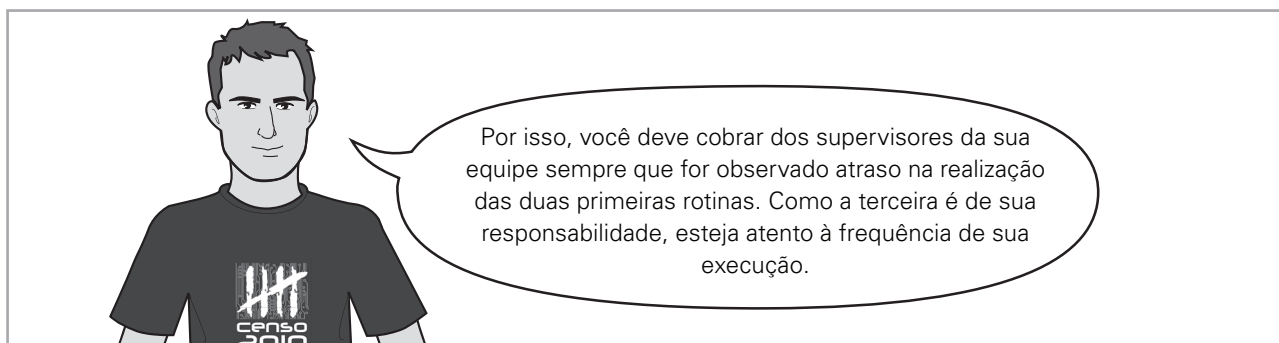 Por isso, você deve cobrar dos supervisores da sua
equipe sempre que for observado atraso na realização
das duas primeiras rotinas. Como a terceira é de sua
responsabilidade, esteja atento à frequência de sua
execução.
censo
2010